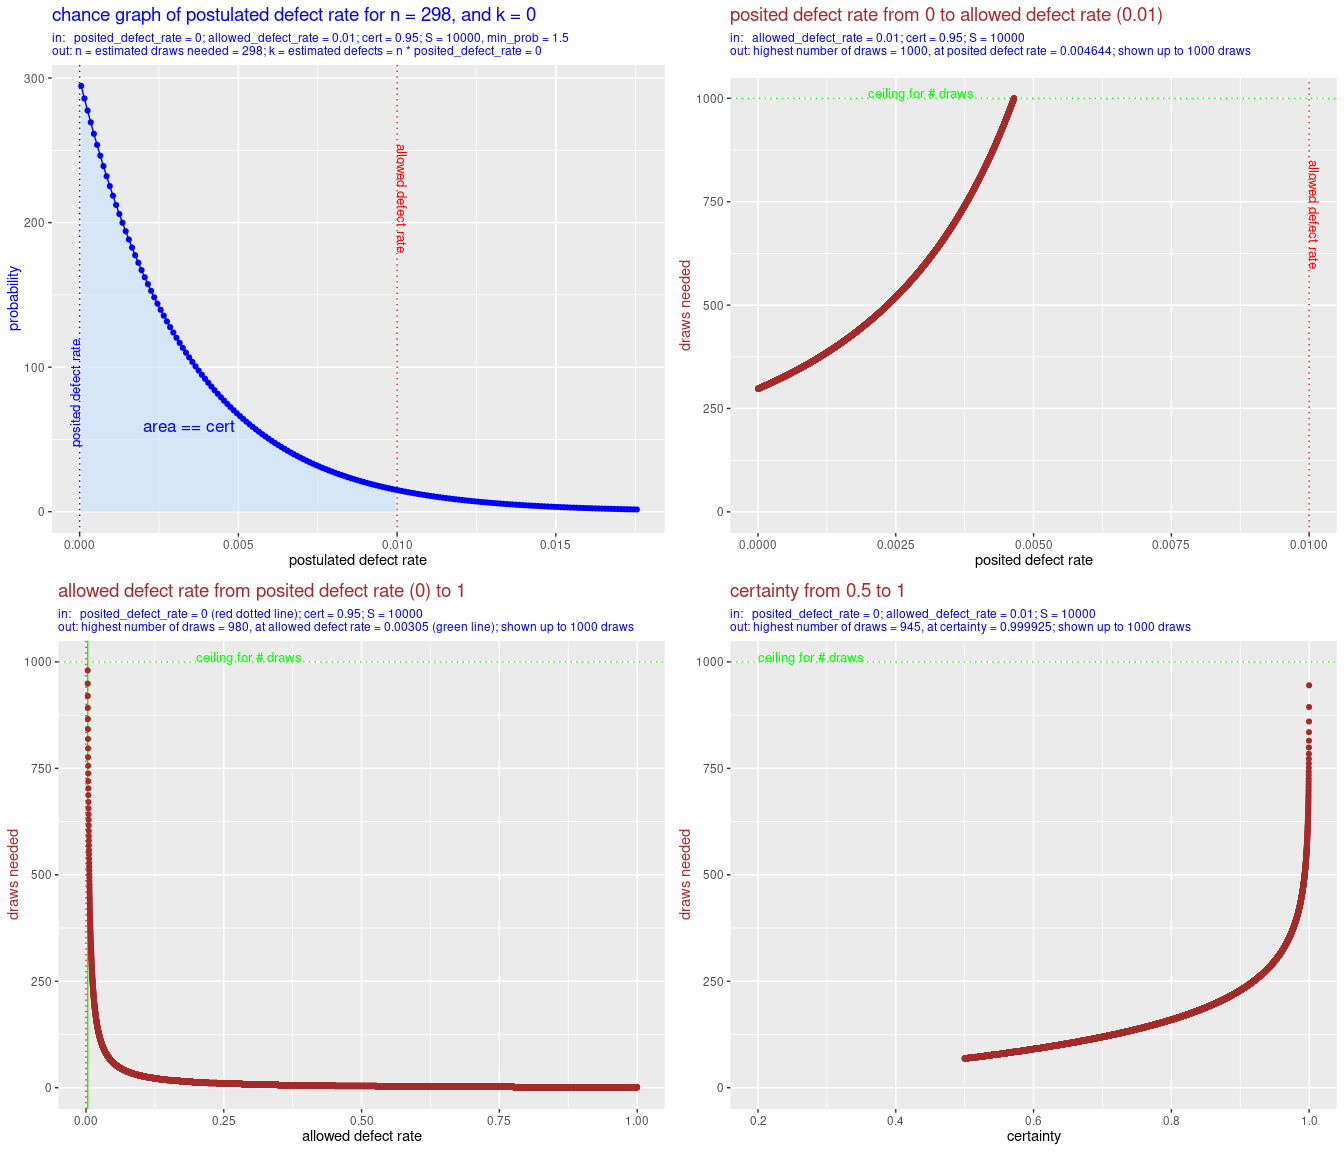 chance graph of postulated defect rate for n = 298, and k = 0
in:  posited_defect_rate = 0; allowed_defect_rate = 0.01; cert = 0.95; S = 10000, min_prob = 1.5
out: n = estimated draws needed = 298; k = estimated defects = n * posited_defect_rate = 0
300
200
100
0
probability
posited defect rate
allowed defect rate
area == cert
0.000
0.005
0.010
0.015
postulated defect rate
posited defect rate from 0 to allowed defect rate (0.01)
in:  allowed_defect_rate = 0.01; cert = 0.95; S = 10000
out: highest number of draws = 1000, at posited defect rate = 0.004644; shown up to 1000 draws
1000
750
500
250
0
draws needed
ceiling for # draws
allowed defect rate
0.0000
0.0025
0.0050
0.0075
0.0100
posited defect rate
allowed defect rate from posited defect rate (0) to 1
in:  posited_defect_rate = 0 (red dotted line); cert = 0.95; S = 10000
out: highest number of draws = 980, at allowed defect rate = 0.00305 (green line); shown up to 1000 draws
1000
750
500
250
0
draws needed
ceiling for # draws
0.00
0.25
0.50
0.75
1.00
allowed defect rate
certainty from 0.5 to 1
in:  posited_defect_rate = 0; allowed_defect_rate = 0.01; S = 10000
out: highest number of draws = 945, at certainty = 0.999925; shown up to 1000 draws
1000
750
500
250
0
draws needed
ceiling for # draws
0.2
0.4
0.6
0.8
1.0
certainty